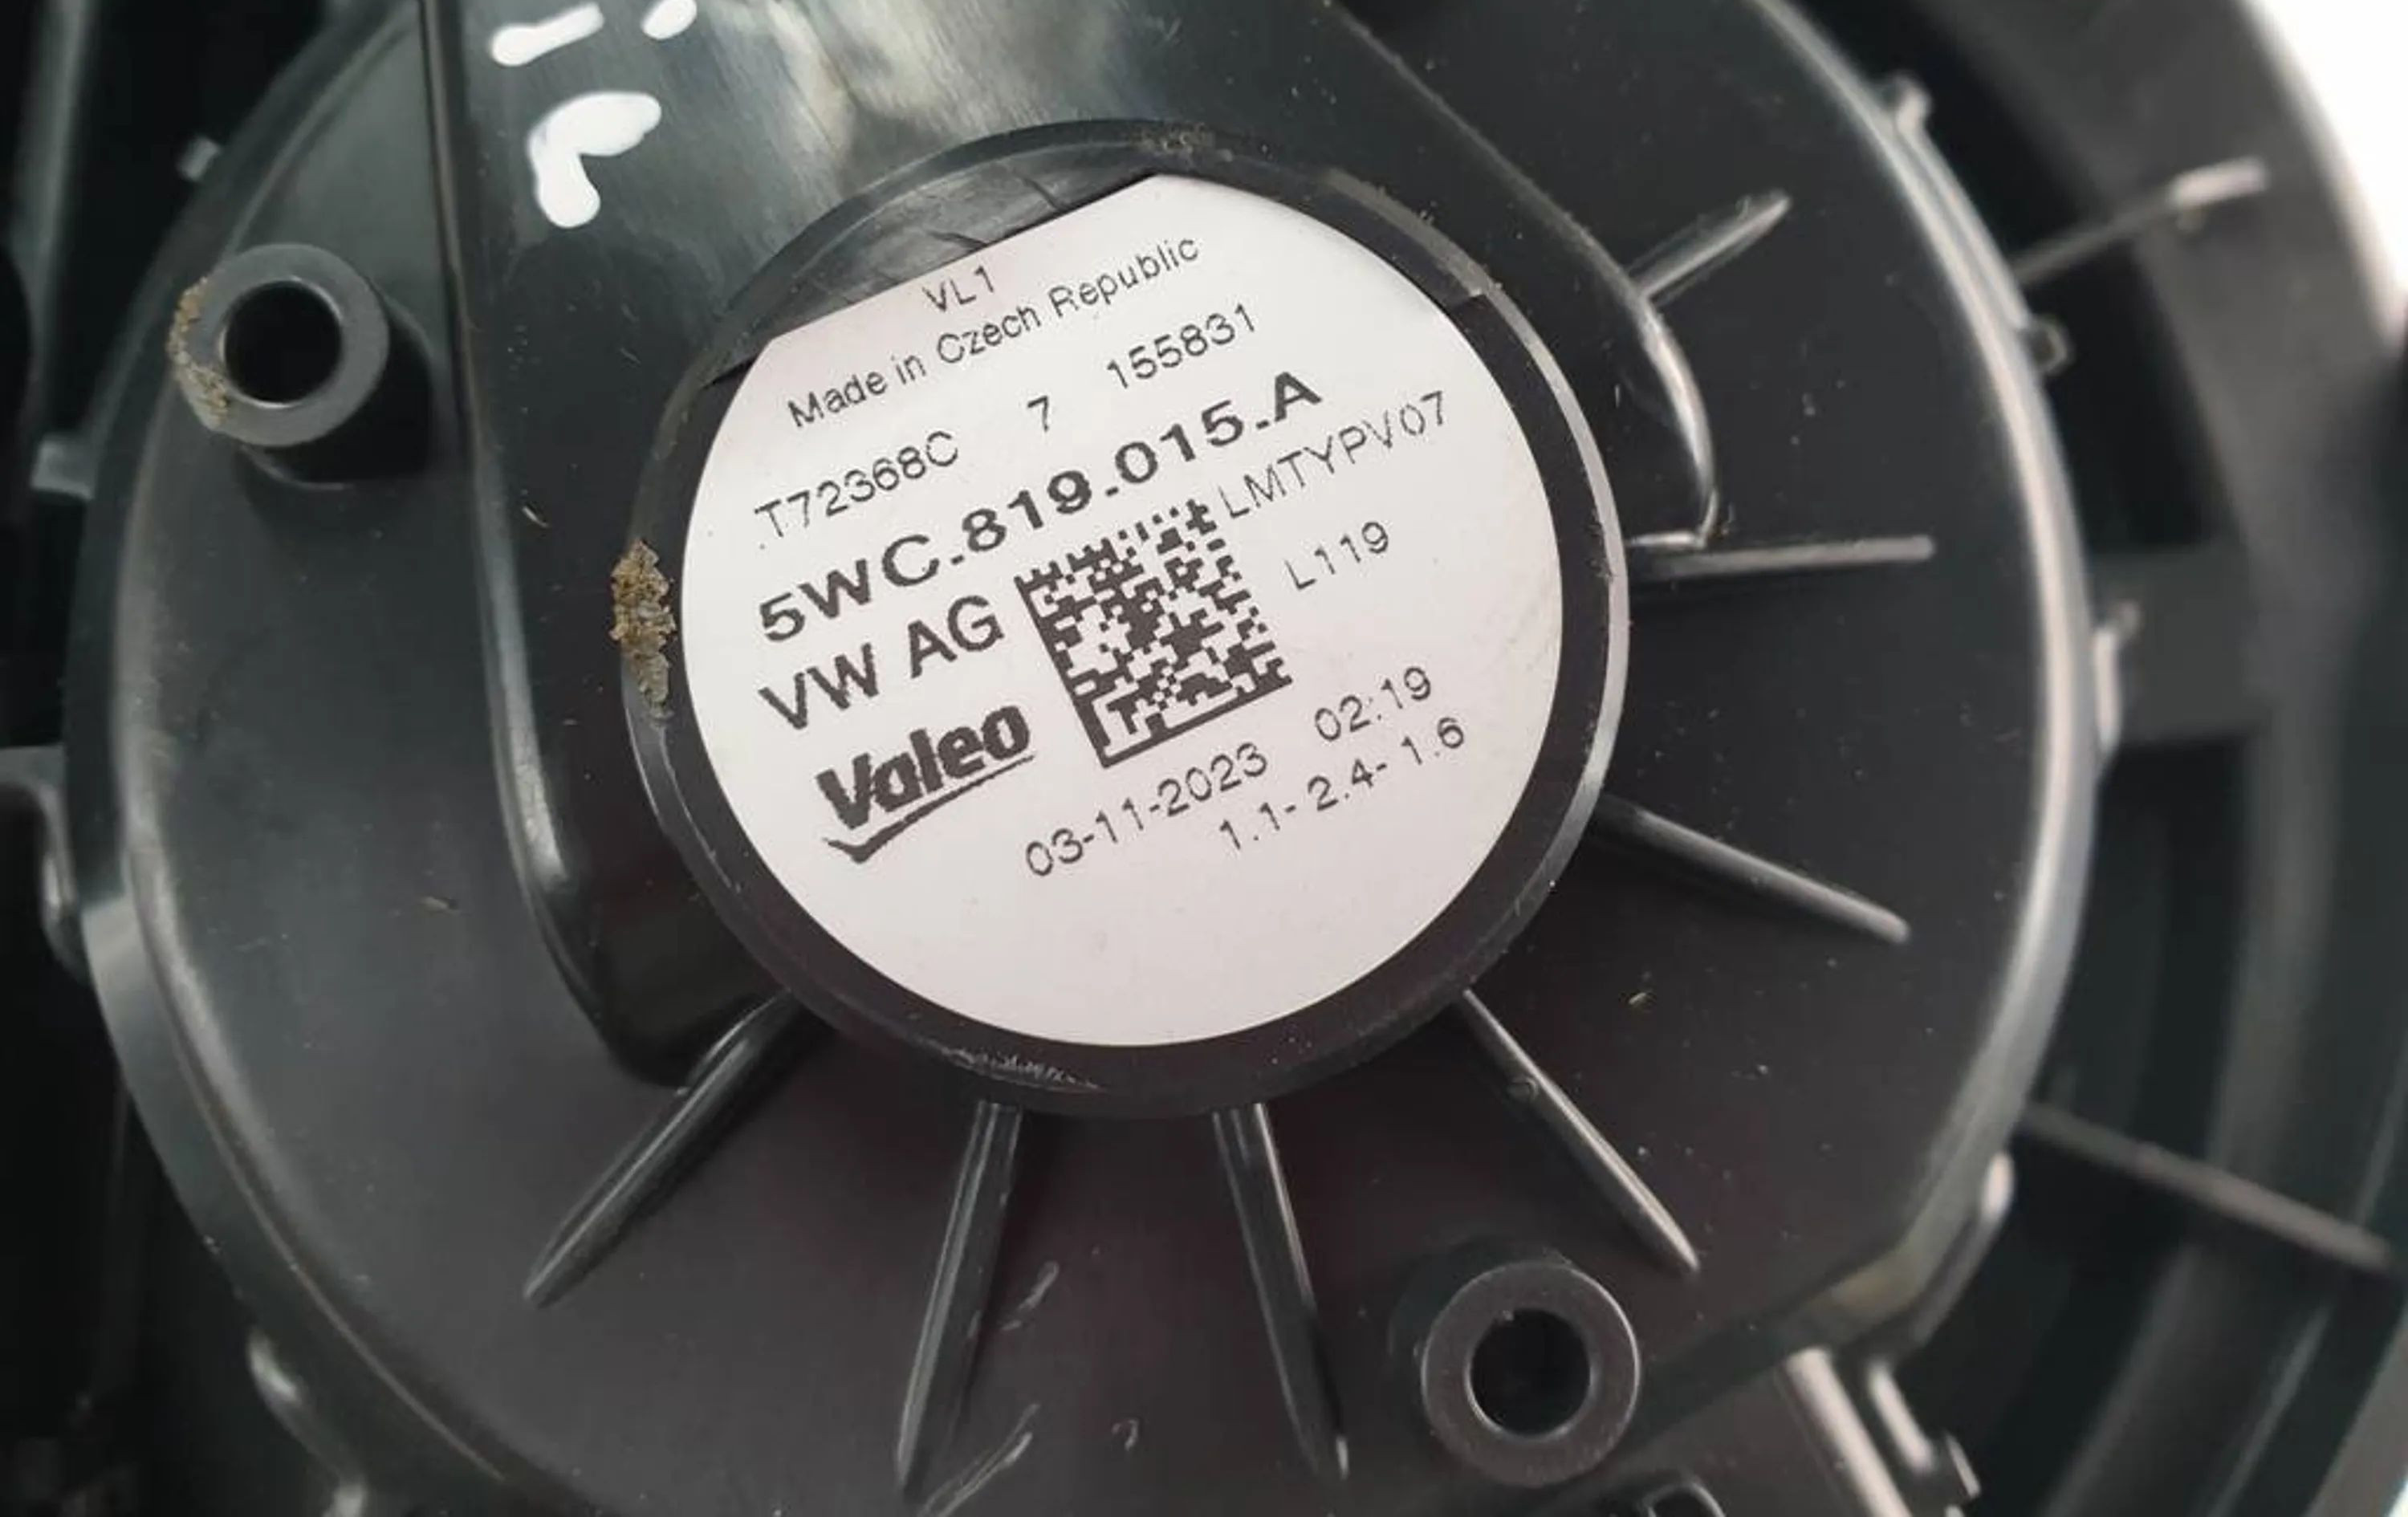 VL1
Made in Czech Republic
T72368C 7 155831
5WC.819.015.A
LMTYPV07
VW AG
L119
Valeo
03-11-2023 02:19
1.1- 2.4- 1.6